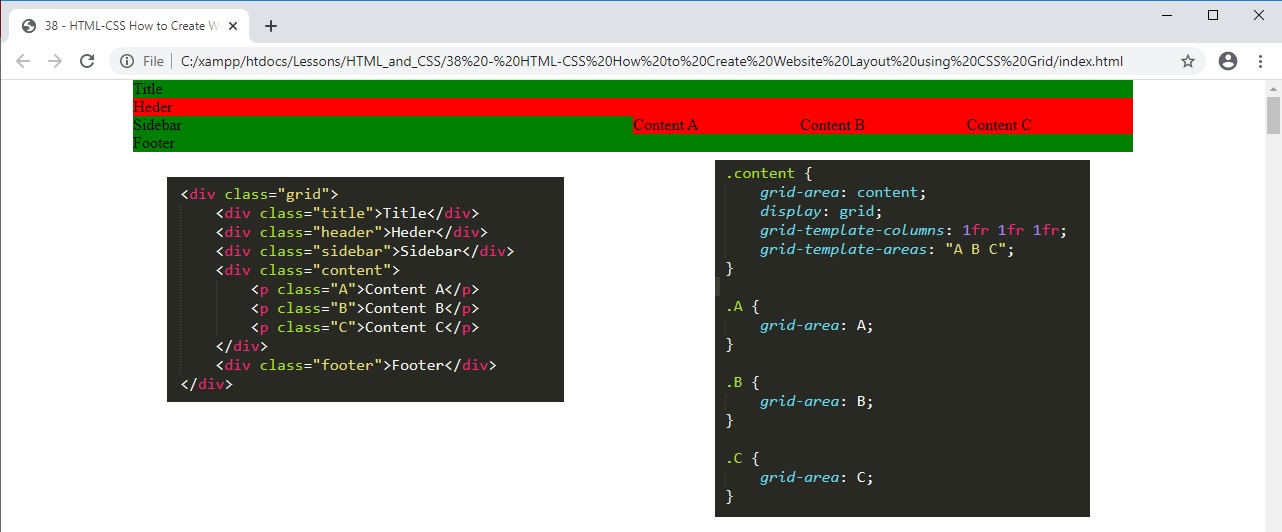 38 - HTML-CSS How to Create W
File
C:/xampp/htdocs/Lessons/HTML_and_CSS/38%20-%20HTML-CSS%20How%20to%20Create%20Website%20Layout%20using%20CSS%20Grid/index.html
Title
Heder
Sidebar Content A Content B Content C
Footer
<div class="grid">
    <div class="title">Title</div>
    <div class="header">Heder</div>
    <div class="sidebar">Sidebar</div>
    <div class="content">
        <p class="A">Content A</p>
        <p class="B">Content B</p>
        <p class="C">Content C</p>
    </div>
    <div class="footer">Footer</div>
</div>
.content {
    grid-area: content;
    display: grid;
    grid-template-columns: 1fr 1fr 1fr;
    grid-template-areas: "A B C";
}
.A {
    grid-area: A;
}
.B {
    grid-area: B;
}
.C {
    grid-area: C;
}